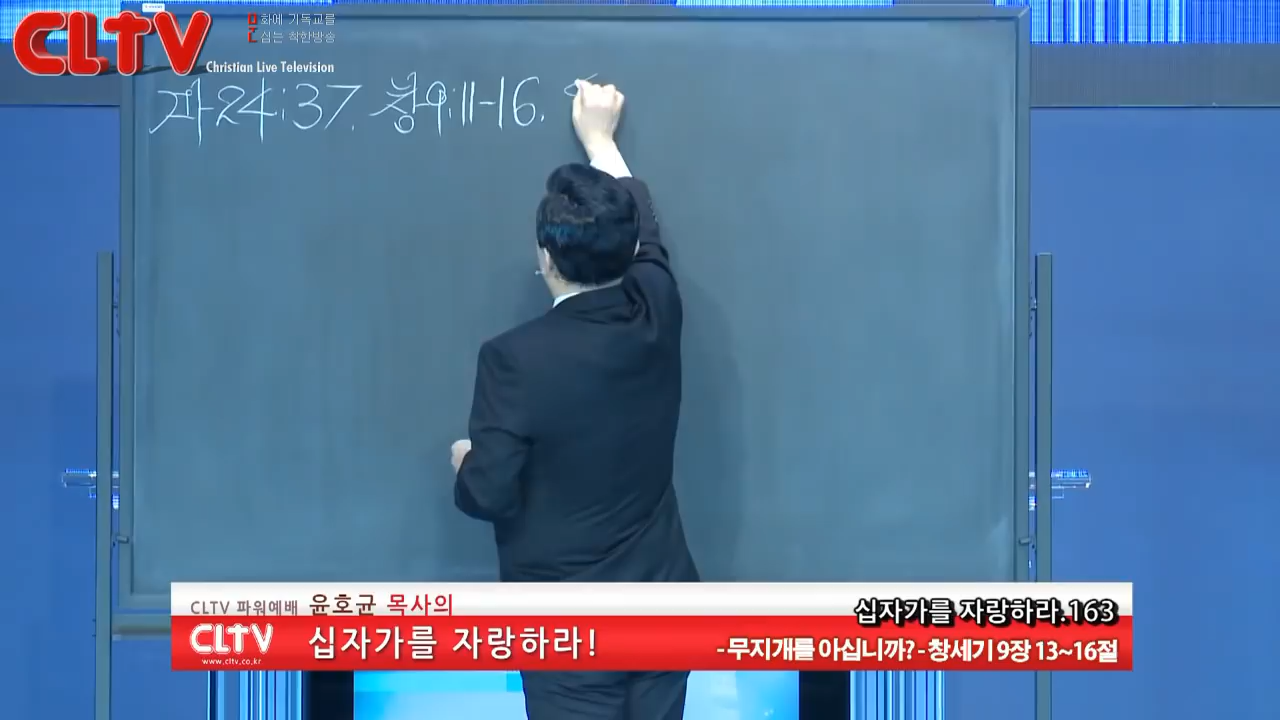 CLTV
문화에 기독교를
심는 착한방송
Christian Live Television
마24:37. 창9:11-16.
CLTV 파워예배 윤호균 목사의
CLTV
www.cltv.co.kr
십자가를 자랑하라!
십자가를 자랑하라.163
- 무지개를 아십니까? - 창세기 9장 13~16절